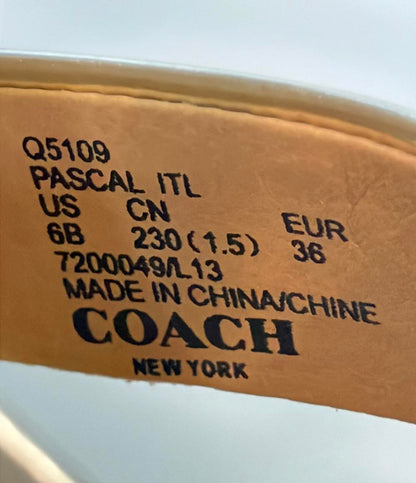 Q5109
PASCAL ITL
US CN EUR
6B 230(1.5) 36
7200049/L13
MADE IN CHINA/CHINE
COACH
NEW YORK